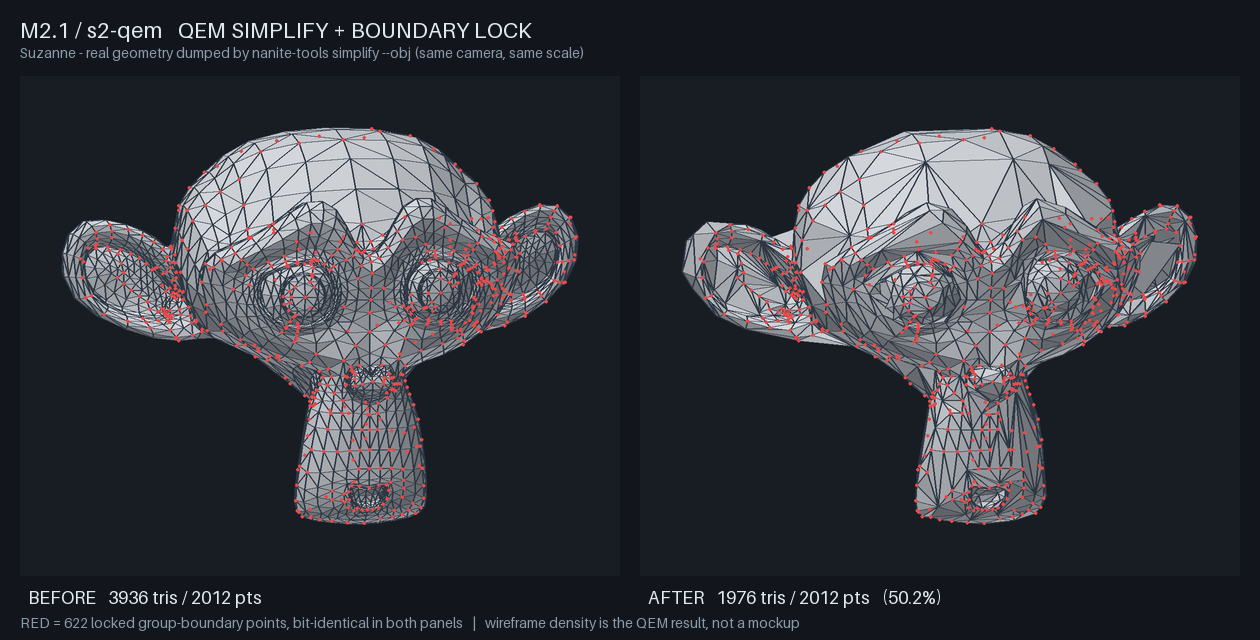 M2.1 / s2-qem QEM SIMPLIFY + BOUNDARY LOCK
Suzanne - real geometry dumped by nanite-tools simplify --obj (same camera, same scale)
BEFORE 3936 tris / 2012 pts
AFTER 1976 tris / 2012 pts (50.2%)
RED = 622 locked group-boundary points, bit-identical in both panels | wireframe density is the QEM result, not a mockup